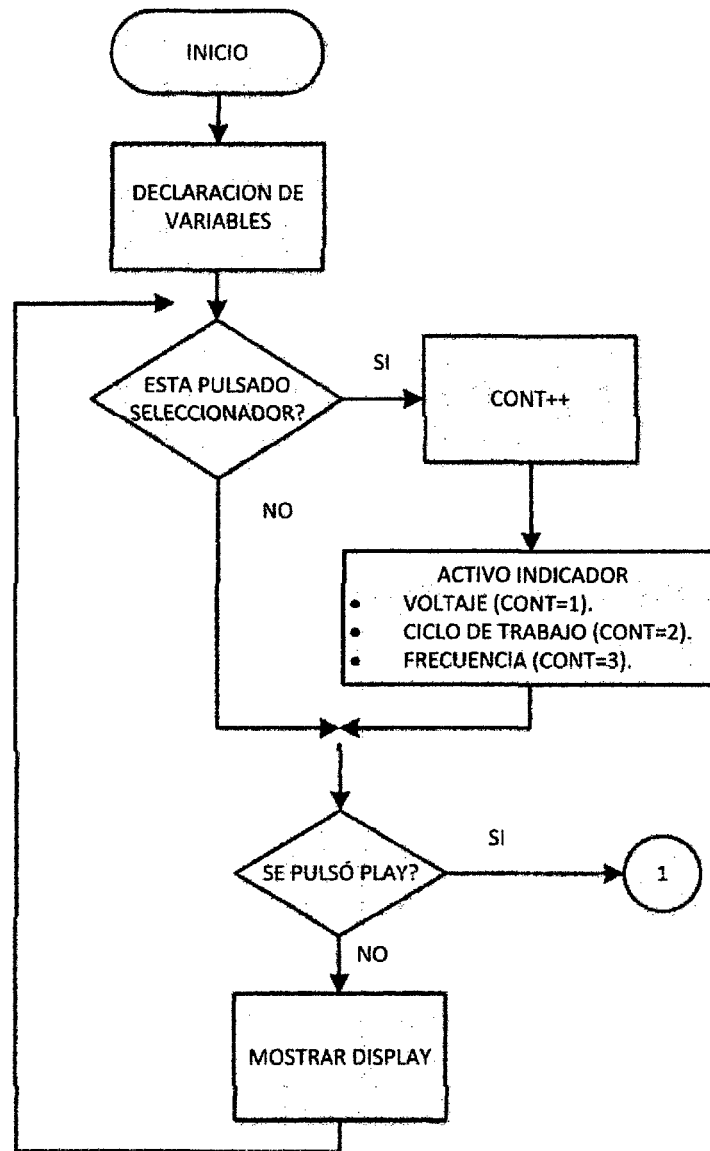 INICIO
DECLARACION DE
VARIABLES
ESTA PULSADO
SELECCIONADOR?
SI
CONT++
NO
ACTIVO INDICADOR
• VOLTAJE (CONT=1).
• CICLO DE TRABAJO (CONT=2).
• FRECUENCIA (CONT=3).
SE PULSÓ PLAY?
SI
1
NO
MOSTRAR DISPLAY